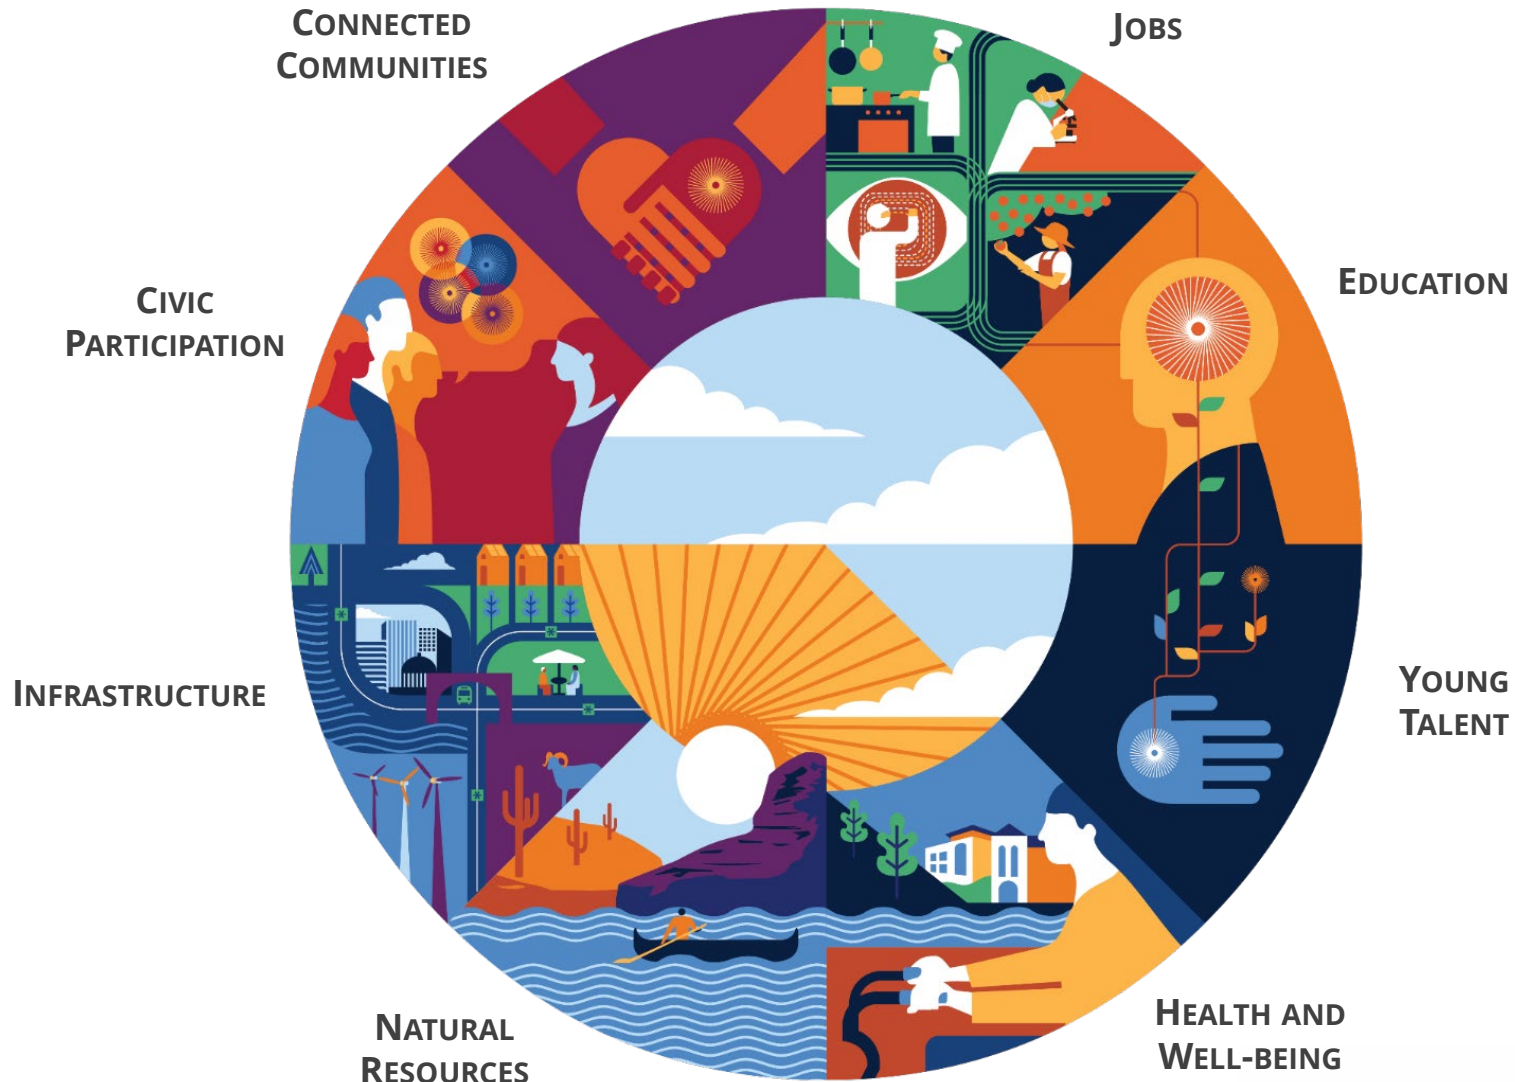 CONNECTED
COMMUNITIES
JOBS
EDUCATION
YOUNG
TALENT
HEALTH AND
WELL-BEING
NATURAL
RESOURCES
INFRASTRUCTURE
CIVIC
PARTICIPATION